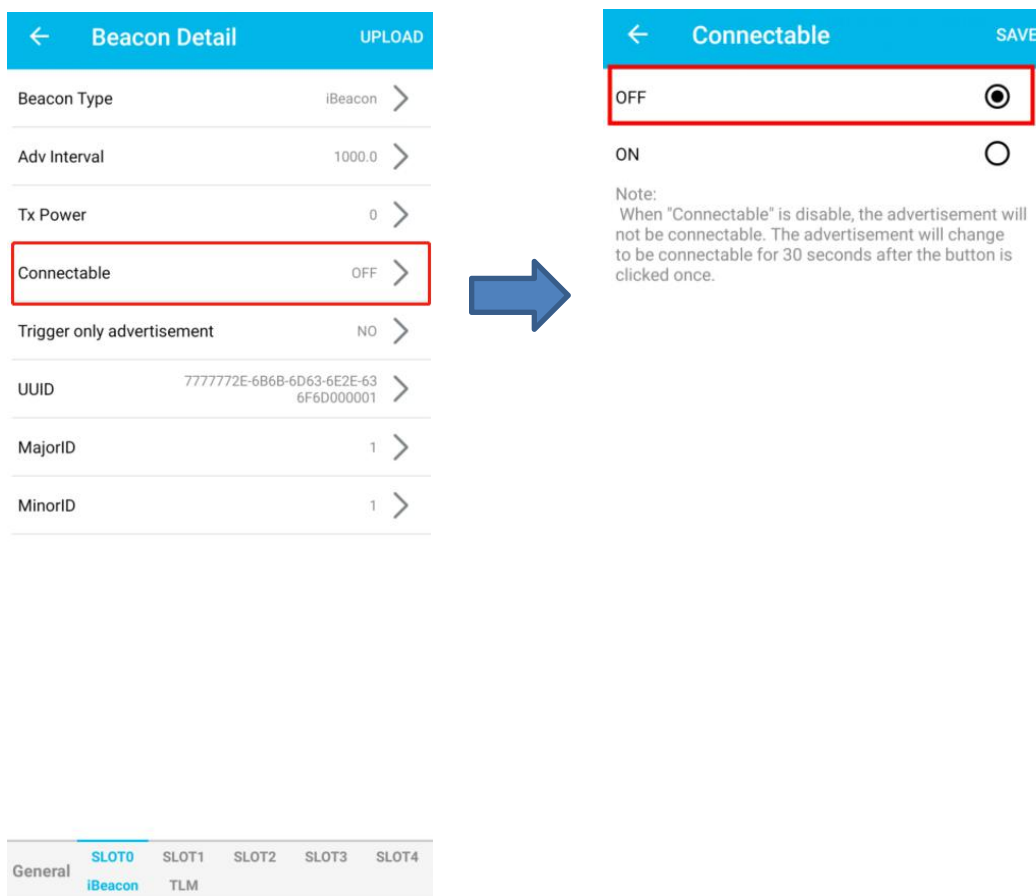 Beacon Detail UPLOAD
Beacon Type iBeacon
Adv Interval 1000.0
Tx Power 0
Connectable OFF
Trigger only advertisement NO
UUID 7777772E-6B6B-6D63-6E2E-63
6F6D000001
MajorID 1
MinorID 1
General SLOT0 SLOT1 SLOT2 SLOT3 SLOT4
iBeacon TLM
Connectable SAVE
OFF
ON
Note:
When "Connectable" is disable, the advertisement will
not be connectable. The advertisement will change
to be connectable for 30 seconds after the button is
clicked once.